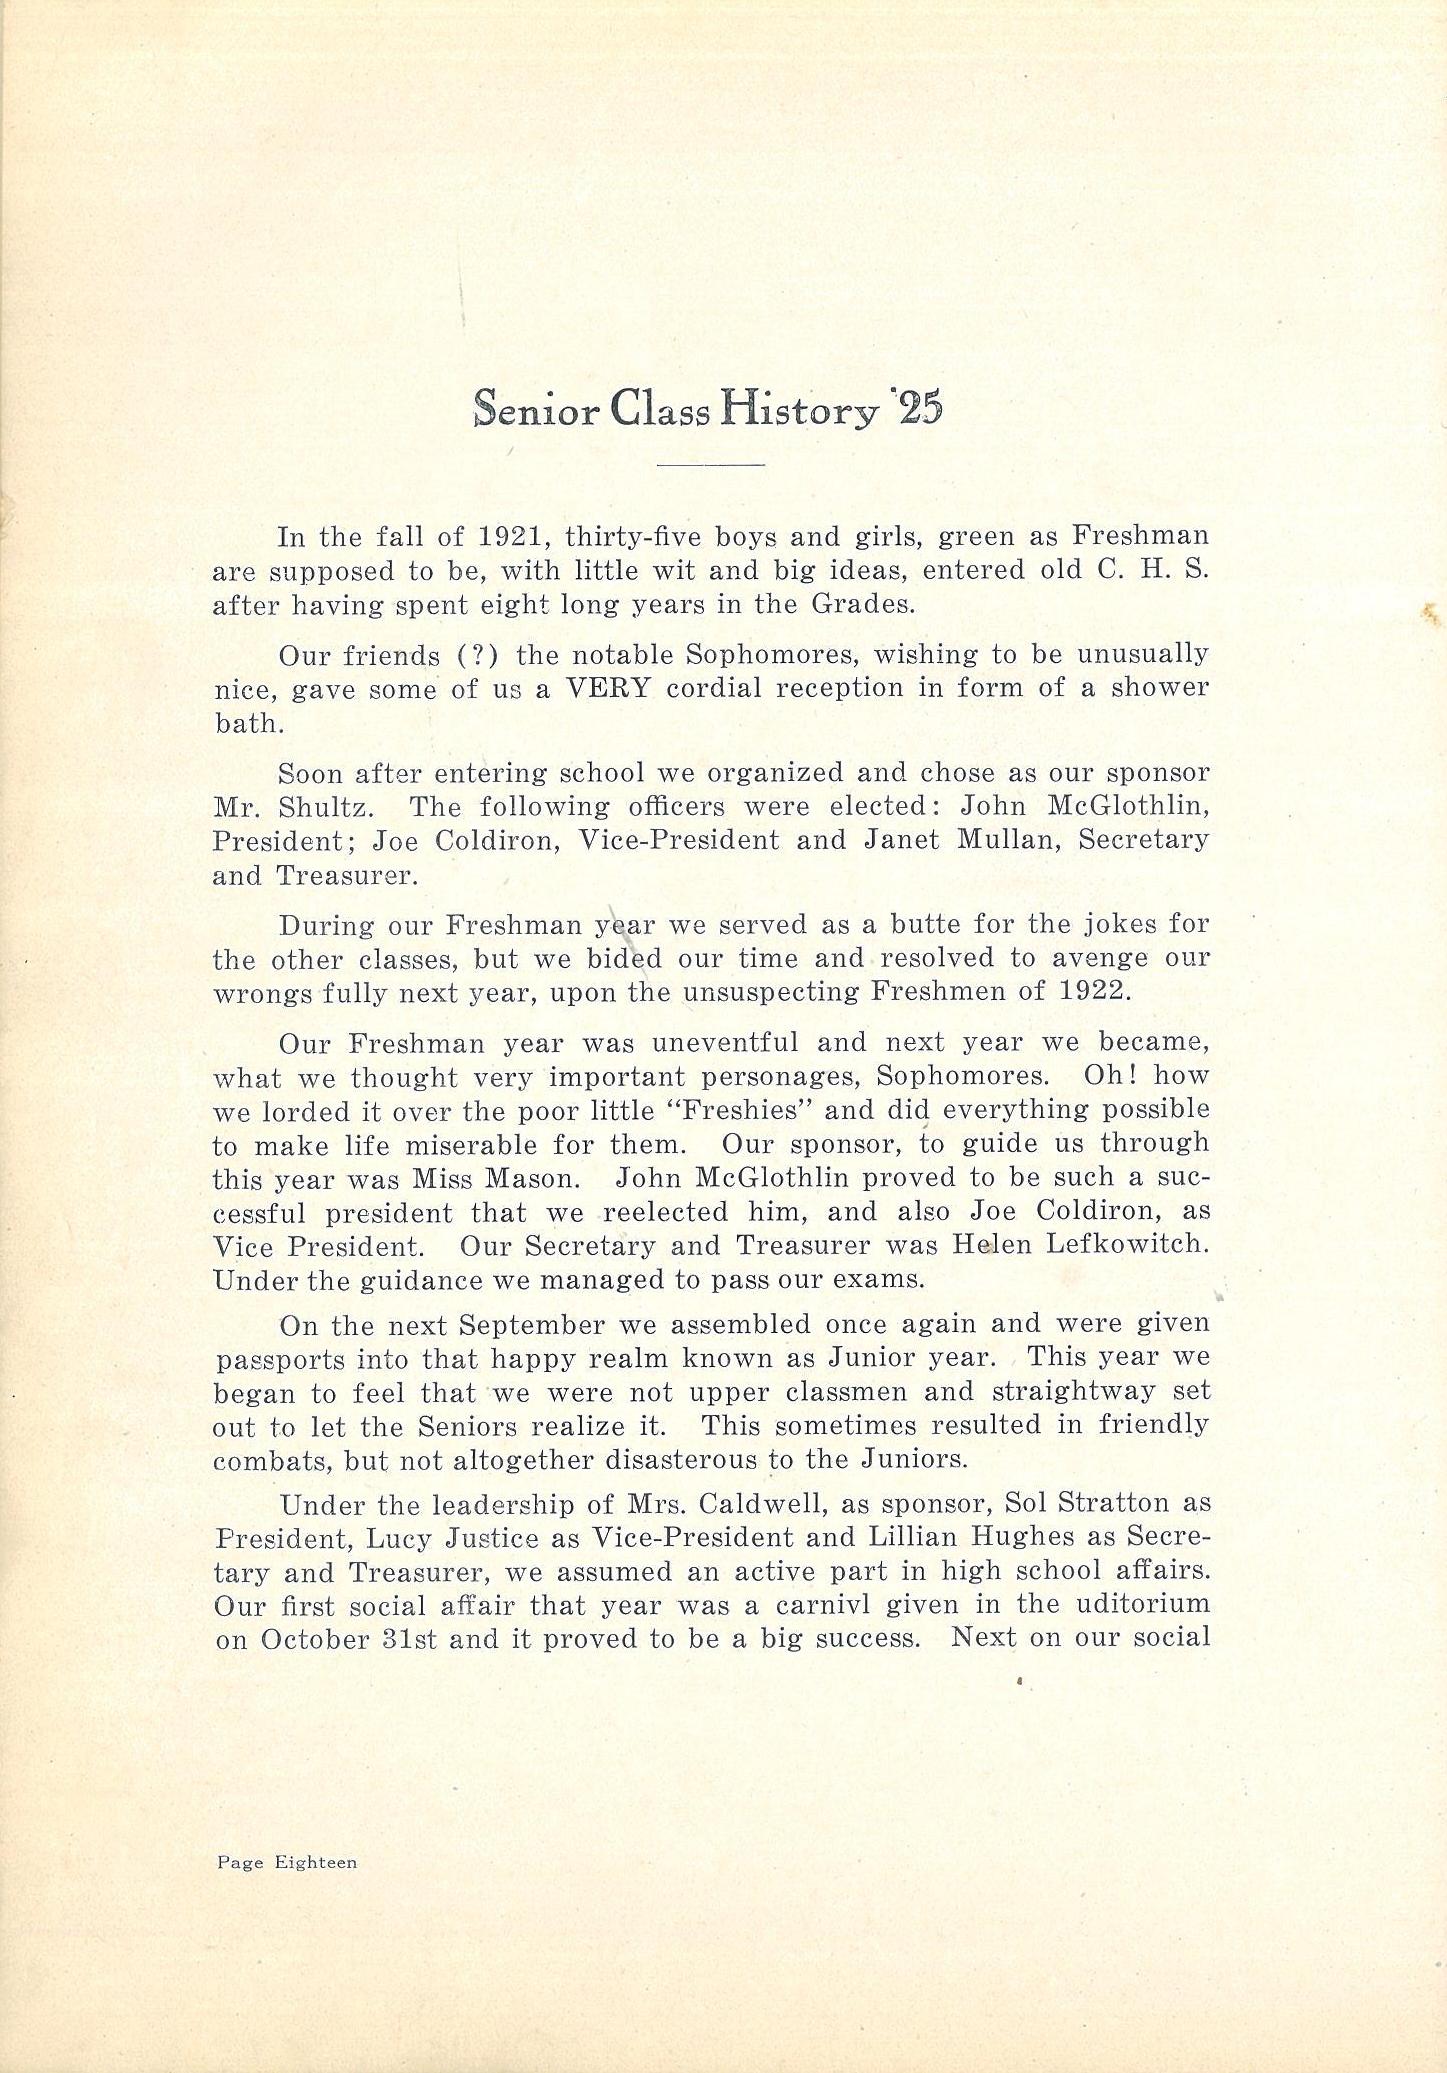 Senior Class History '25
In the fall of 1921, thirty-five boys and girls, green as Freshman
are supposed to be, with little wit and big ideas, entered old C. H. S.
after having spent eight long years in the Grades.
Our friends (?) the notable Sophomores, wishing to be unusually
nice, gave some of us a VERY cordial reception in form of a shower
bath.
Soon after entering school we organized and chose as our sponsor
Mr. Shultz. The following officers were elected: John McGlothlin,
President; Joe Coldiron, Vice-President and Janet Mullan, Secretary
and Treasurer.
During our Freshman year we served as a butte for the jokes for
the other classes, but we bided our time and resolved to avenge our
wrongs fully next year, upon the unsuspecting Freshmen of 1922.
Our Freshman year was uneventful and next year we became,
what we thought very important personages, Sophomores. Oh! how
we lorded it over the poor little “Freshies” and did everything possible
to make life miserable for them. Our sponsor, to guide us through
this year was Miss Mason. John McGlothlin proved to be such a suc-
cessful president that we reelected him, and also Joe Coldiron, as
Vice President. Our Secretary and Treasurer was Helen Lefkowitch.
Under the guidance we managed to pass our exams.
On the next September we assembled once again and were given
passports into that happy realm known as Junior year. This year we
began to feel that we were not upper classmen and straightway set
out to let the Seniors realize it. This sometimes resulted in friendly
combats, but not altogether disasterous to the Juniors.
Under the leadership of Mrs. Caldwell, as sponsor, Sol Stratton as
President, Lucy Justice as Vice-President and Lillian Hughes as Secre-
tary and Treasurer, we assumed an active part in high school affairs.
Our first social affair that year was a carnivl given in the uditorium
on October 31st and it proved to be a big success. Next on our social
Page Eighteen